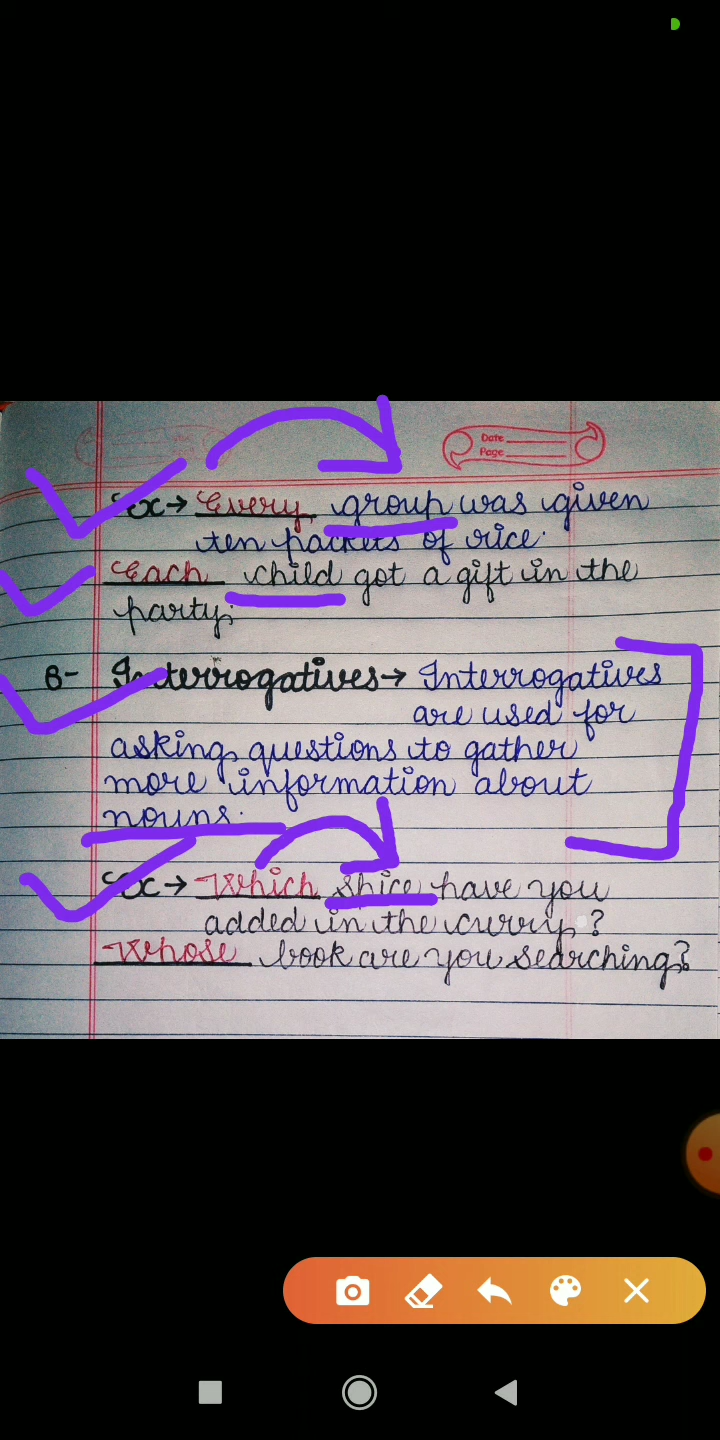 Date
Page
Ex→ Every group was given
ten packets of rice.
Each child got a gift in the
party.
6- Interrogatives→ Interrogatives
are used for
asking questions to gather
more information about
nouns.
Ex→ Which spice have you
added in the curry?
Whose book are you searching?